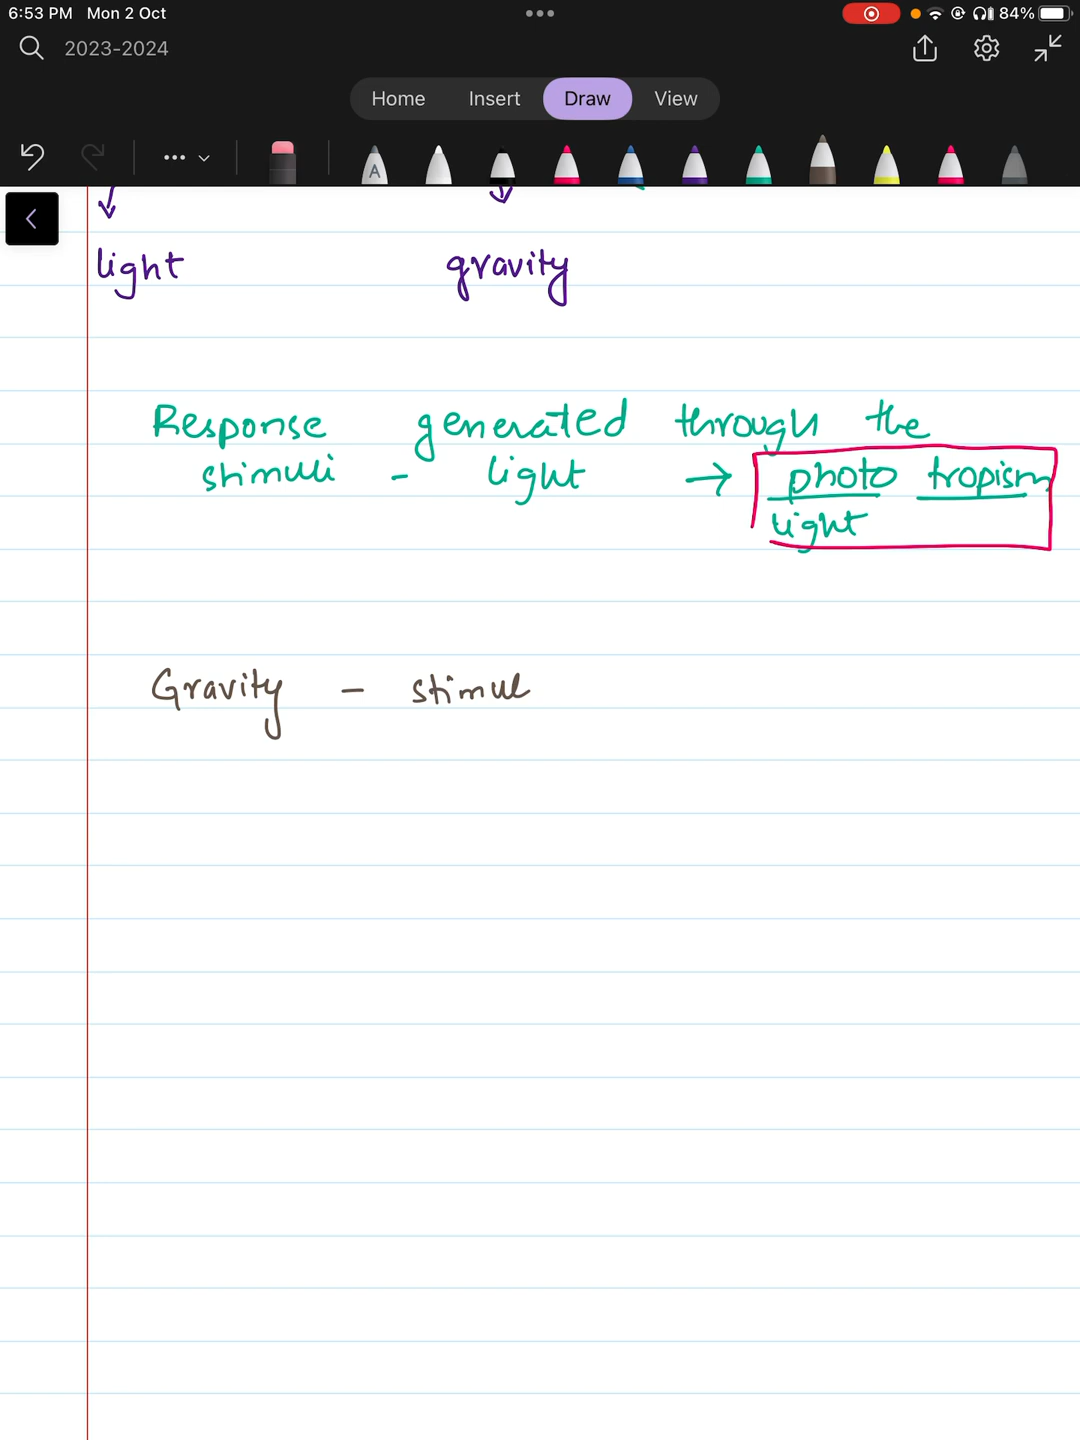 6:53 PM Mon 2 Oct
84%
2023-2024
Home Insert Draw View
A
light gravity
Response generated through the
stimuli - light → photo tropism
light
Gravity - stimul